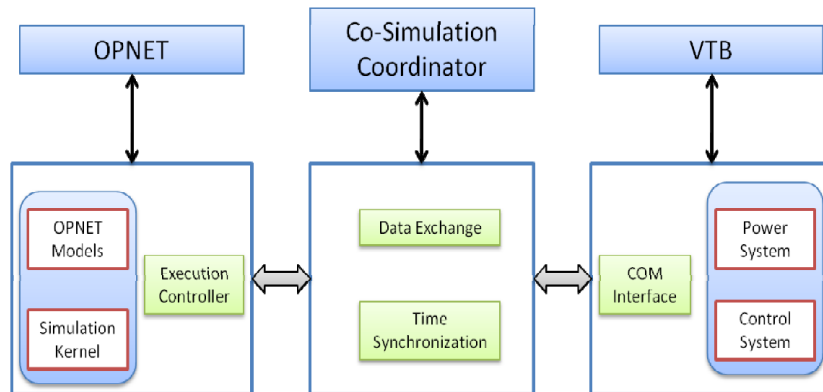 OPNET
Co-Simulation
Coordinator
VTB
OPNET
Models
Simulation
Kernel
Execution
Controller
Data Exchange
Time
Synchronization
COM
Interface
Power
System
Control
System